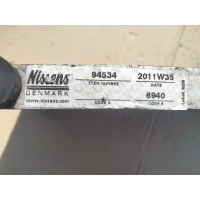 Nissens
DENMARK
www.nissens.com
94534
ITEM NUMBER
2011W35
DATE
CODE A
6940
CODE B